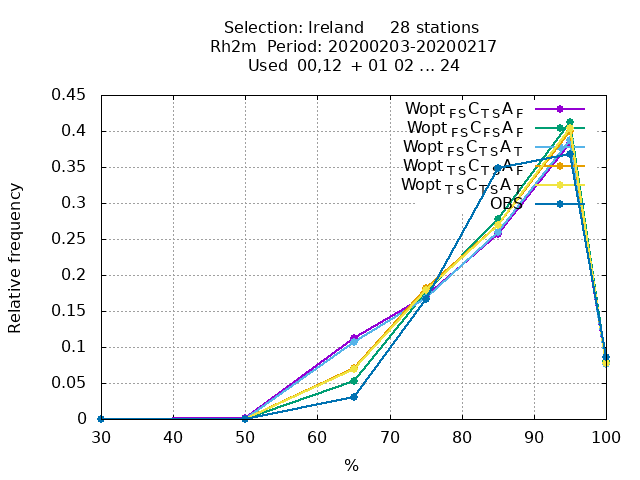 Selection: Ireland 28 stations
Rh2m Period: 20200203-20200217
Used 00,12 + 01 02 ... 24
Relative frequency
0.45
0.4
0.35
0.3
0.25
0.2
0.15
0.1
0.05
0
Wopt FS C TS A F
Wopt FS C FS A F
Wopt FS C TS A T
Wopt TS C TS A F
Wopt TS C TS A T
OBS
30 40 50 60 70 80 90 100
%